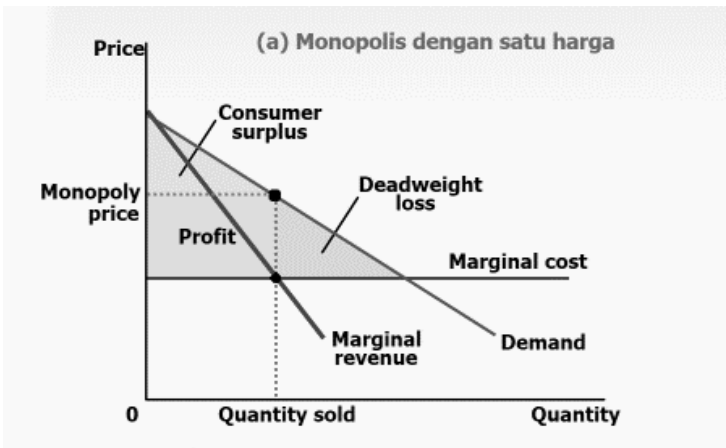 (a) Monopolis dengan satu harga
Price
Consumer
surplus
Monopoly
price
Deadweight
loss
Profit
Marginal cost
Marginal
revenue
Demand
0
Quantity sold
Quantity